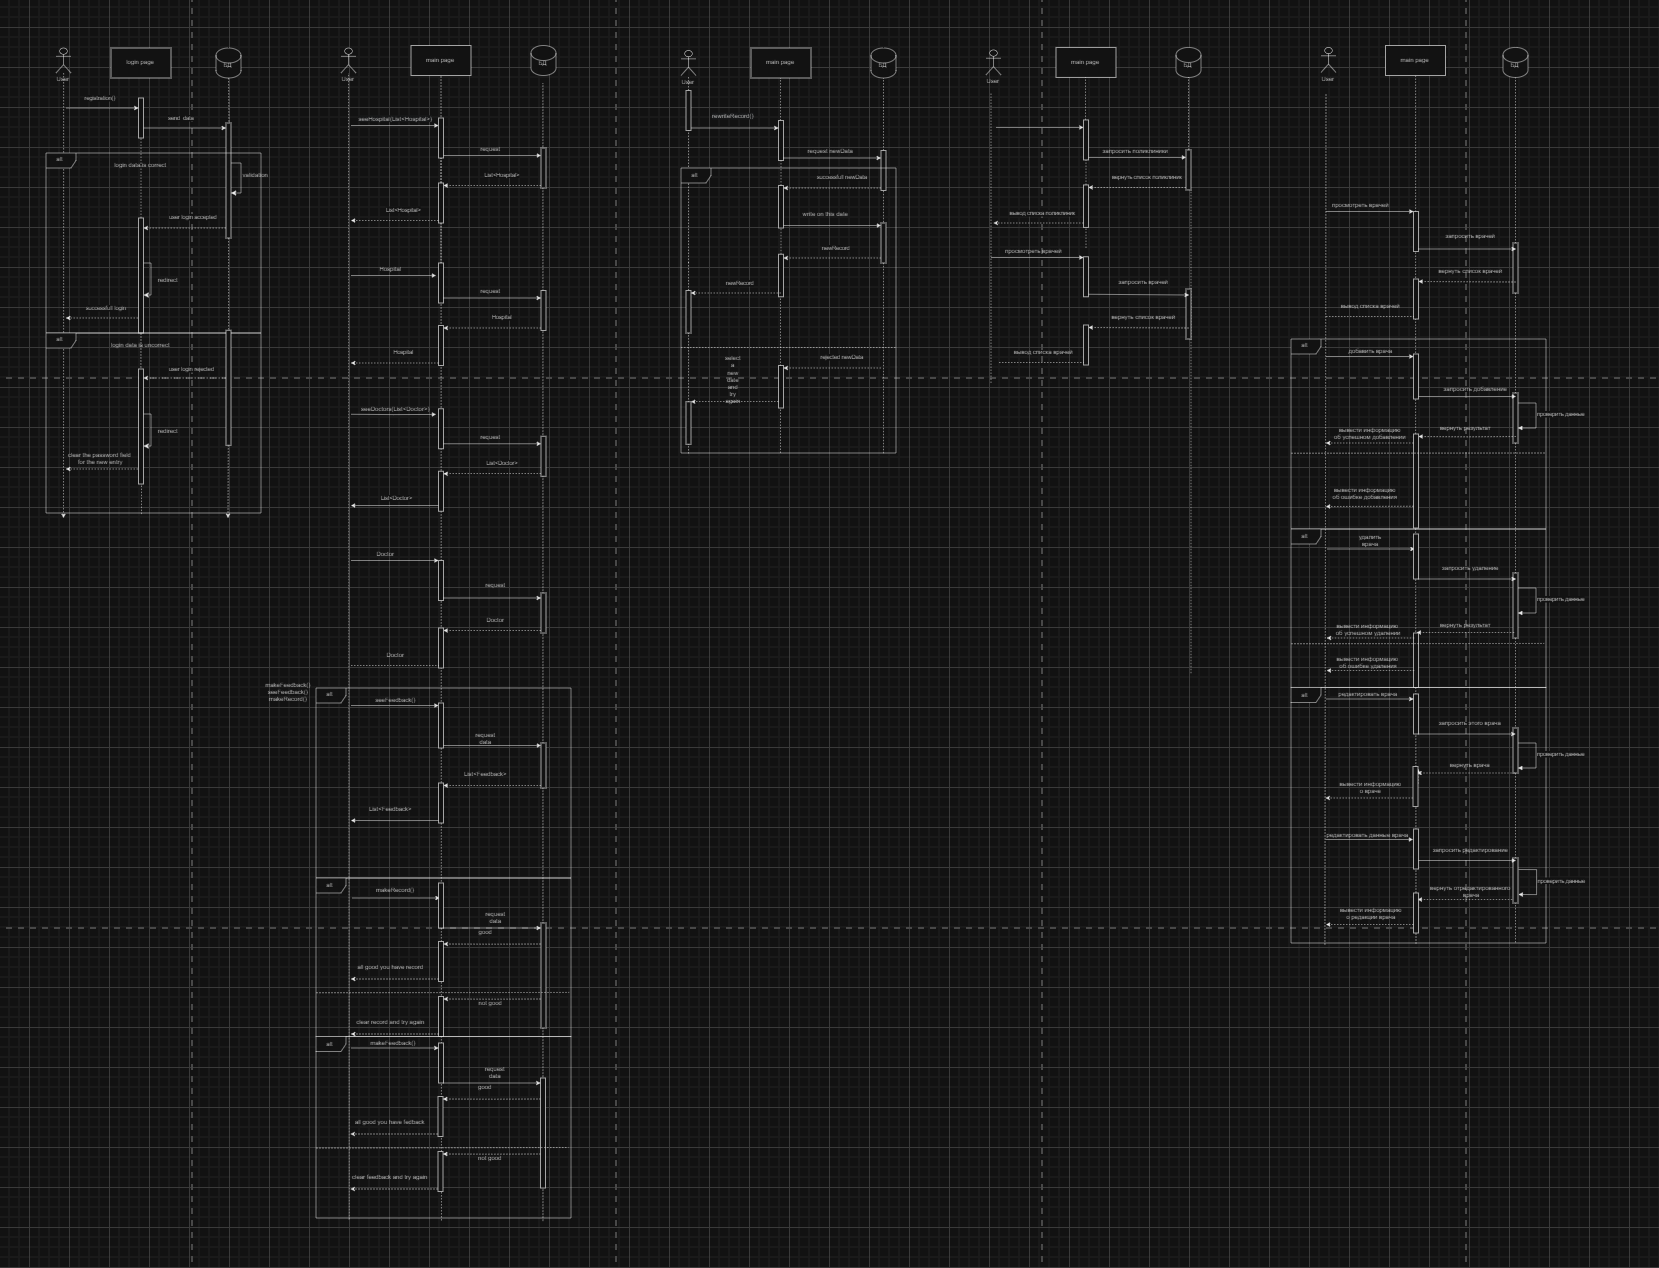 User
login page
БД
registration()
send data
alt
login data is correct
validation
user login accepted
redirect
successfull login
alt
login data is uncorrect
user login rejected
redirect
clear the password field
for the new entry
User
main page
БД
seeHospital(List<Hospital>)
request
List<Hospital>
List<Hospital>
Hospital
request
Hospital
Hospital
seeDoctors(List<Doctor>)
request
List<Doctor>
List<Doctor>
Doctor
request
Doctor
Doctor
makeFeedback()
seeFeedback()
makeRecord()
alt
seeFeedback()
request
data
List<Feedback>
List<Feedback>
alt
makeRecord()
request
data
good
all good you have record
not good
clear record and try again
alt
makeFeedback()
request
data
good
all good you have fedback
not good
clear feedback and try again
User
main page
БД
rewriteRecord()
request newData
alt
successfull newData
write on this date
newRecord
newRecord
rejected newData
select
a
new
date
and
try
again
User
main page
БД
запросить поликлиники
вернуть список поликлиник
вывод списка поликлиник
просмотреть врачей
запросить врачей
вернуть список врачей
вывод списка врачей
User
main page
БД
просмотреть врачей
запросить врачей
вернуть список врачей
вывод списка врачей
alt
добавить врача
запросить добавление
проверить данные
вернуть результат
вывести информацию
об успешном добавлении
вывести информацию
об ошибке добавления
alt
удалить
врача
запросить удаление
проверить данные
вернуть результат
вывести информацию
об успешном удалении
вывести информацию
об ошибке удаления
alt
редактировать врача
запросить этого врача
проверить данные
вернуть врача
вывести информацию
о враче
редактировать данные врача
запросить редактирование
проверить данные
вернуть отредактированного
врача
вывести информацию
о редакции врача